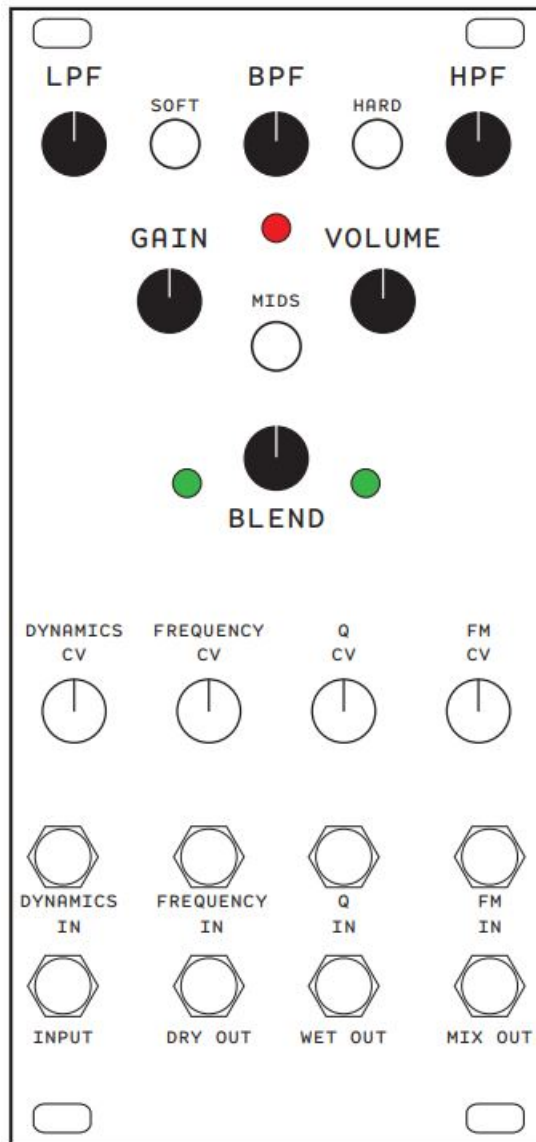 LPF BPF HPF
SOFT HARD
GAIN VOLUME
MIDS
BLEND
DYNAMICS FREQUENCY Q FM
CV CV CV CV
DYNAMICS FREQUENCY Q FM
IN IN IN IN
INPUT DRY OUT WET OUT MIX OUT